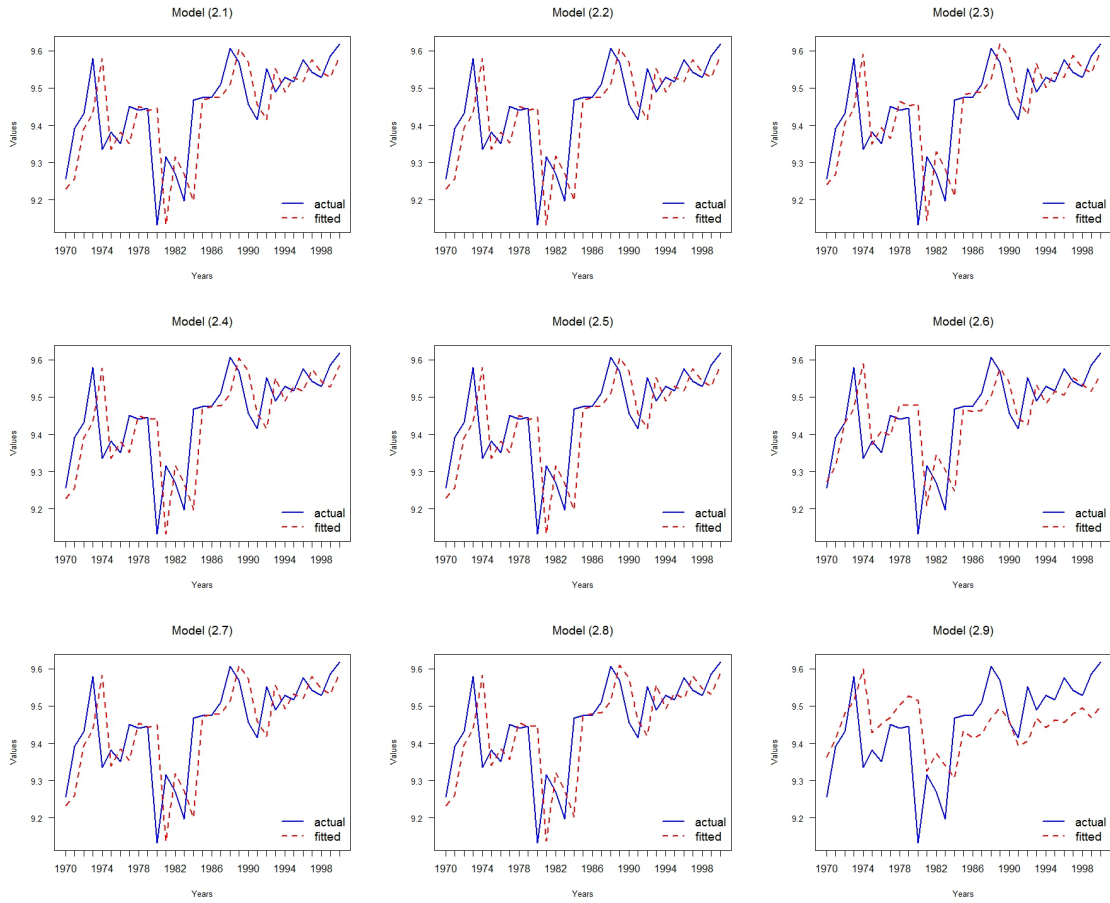 Model (2.1)
Values
9.6
9.5
9.4
9.3
9.2
actual
fitted
1970 1974 1978 1982 1986 1990 1994 1998
Years
Model (2.2)
Values
9.6
9.5
9.4
9.3
9.2
actual
fitted
1970 1974 1978 1982 1986 1990 1994 1998
Years
Model (2.3)
Values
9.6
9.5
9.4
9.3
9.2
actual
fitted
1970 1974 1978 1982 1986 1990 1994 1998
Years
Model (2.4)
Values
9.6
9.5
9.4
9.3
9.2
actual
fitted
1970 1974 1978 1982 1986 1990 1994 1998
Years
Model (2.5)
Values
9.6
9.5
9.4
9.3
9.2
actual
fitted
1970 1974 1978 1982 1986 1990 1994 1998
Years
Model (2.6)
Values
9.6
9.5
9.4
9.3
9.2
actual
fitted
1970 1974 1978 1982 1986 1990 1994 1998
Years
Model (2.7)
Values
9.6
9.5
9.4
9.3
9.2
actual
fitted
1970 1974 1978 1982 1986 1990 1994 1998
Years
Model (2.8)
Values
9.6
9.5
9.4
9.3
9.2
actual
fitted
1970 1974 1978 1982 1986 1990 1994 1998
Years
Model (2.9)
Values
9.6
9.5
9.4
9.3
9.2
actual
fitted
1970 1974 1978 1982 1986 1990 1994 1998
Years